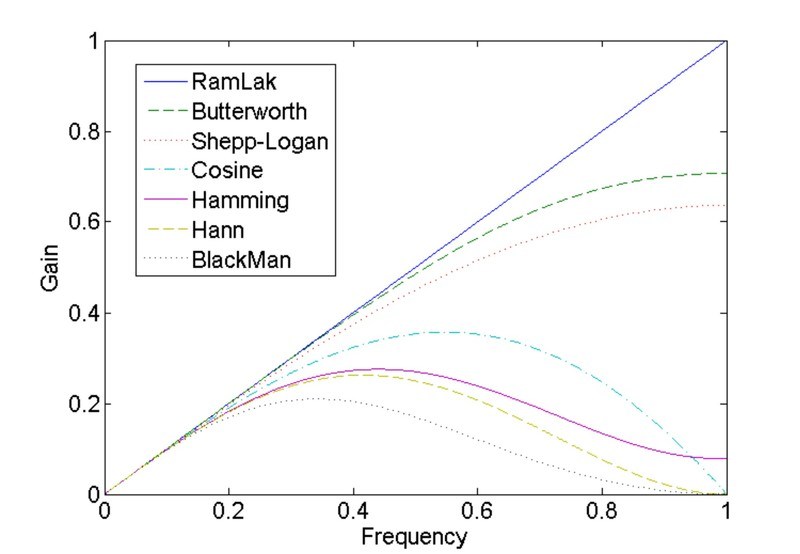 1
RamLak
Butterworth
0.8
Shepp-Logan
Cosine
Hamming
0.6
Hann
BlackMan
Gain
0.4
0.2
0
0 0.2 0.4 0.6 0.8 1
Frequency